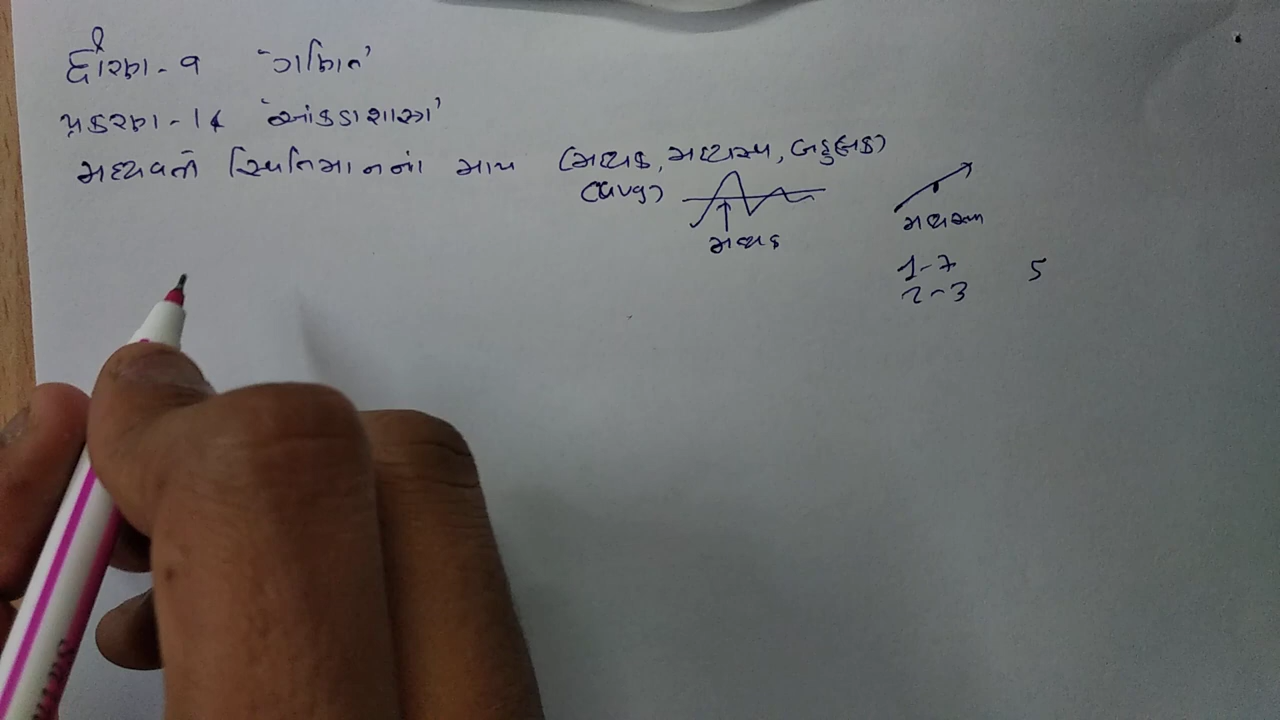 ધોરણ - ૧ 'ગણિત'
પ્રકરણ - 14 'આંકડાશાસ્ત્ર'
મધ્યવર્તી સ્થિતિમાનનાં માપ (મધ્યક, મધ્યસ્થ, બહુલક)
(avg)
મધ્યક
મધ્યસ્થ
1-7
2-3
5